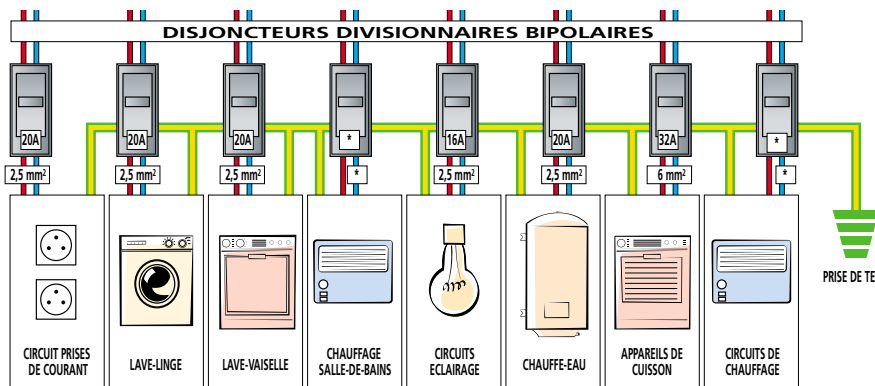 DISJONCTEURS DIVISIONNAIRES BIPOLAIRES
20A
20A
20A
*
16A
20A
32A
*
2,5 mm²
2,5 mm²
2,5 mm²
*
2,5 mm²
2,5 mm²
6 mm²
*
PRISE DE TE
CIRCUIT PRISES
DE COURANT
LAVE-LINGE
LAVE-VAISELLE
CHAUFFAGE
SALLE-DE-BAINS
CIRCUITS
ECLAIRAGE
CHAUFFE-EAU
APPAREILS DE
CUISSON
CIRCUITS DE
CHAUFFAGE